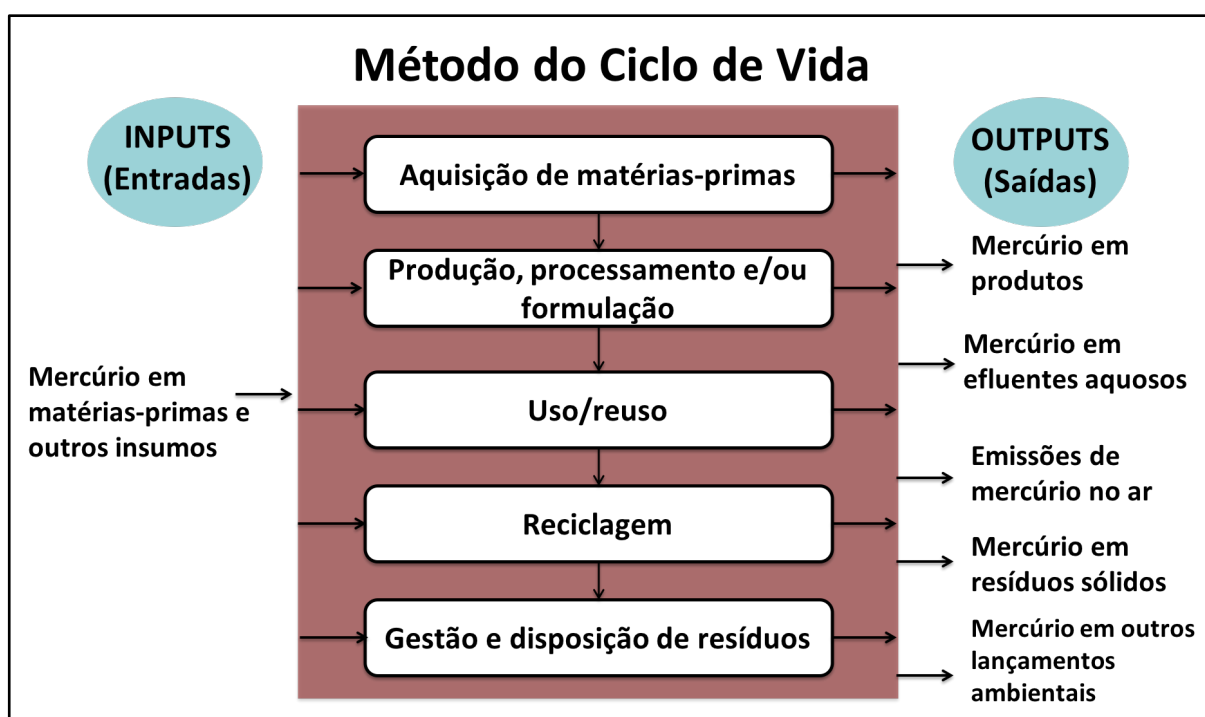 Método do Ciclo de Vida
INPUTS
(Entradas)
OUTPUTS
(Saídas)
Aquisição de matérias-primas
Produção, processamento e/ou
formulação
Uso/reuso
Reciclagem
Gestão e disposição de resíduos
Mercúrio em
matérias-primas e
outros insumos
Mercúrio em
produtos
Mercúrio em
efluentes aquosos
Emissões de
mercúrio no ar
Mercúrio em
resíduos sólidos
Mercúrio em outros
lançamentos
ambientais